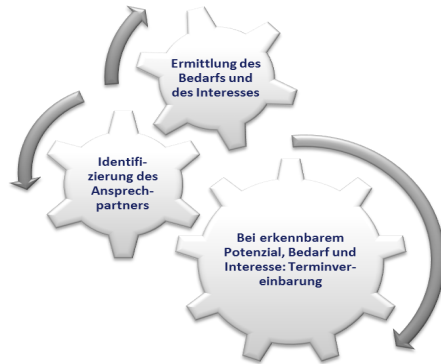 Ermittlung des
Bedarfs und
des Interesses
Identifi-
zierung des
Ansprech-
partners
Bei erkennbarem
Potenzial, Bedarf und
Interesse: Terminver-
einbarung